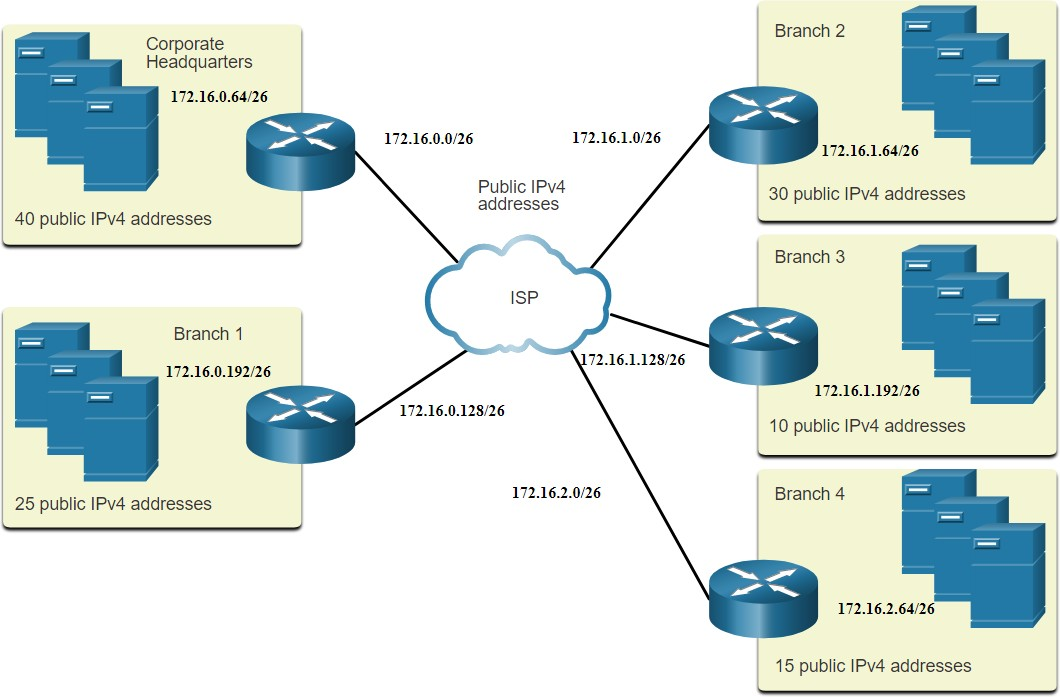 Corporate
Headquarters
172.16.0.64/26
172.16.0.0/26
40 public IPv4 addresses
Branch 1
172.16.0.192/26
172.16.0.128/26
25 public IPv4 addresses
Public IPv4
addresses
ISP
Branch 2
172.16.1.0/26
172.16.1.64/26
30 public IPv4 addresses
Branch 3
172.16.1.128/26
172.16.1.192/26
10 public IPv4 addresses
Branch 4
172.16.2.0/26
172.16.2.64/26
15 public IPv4 addresses